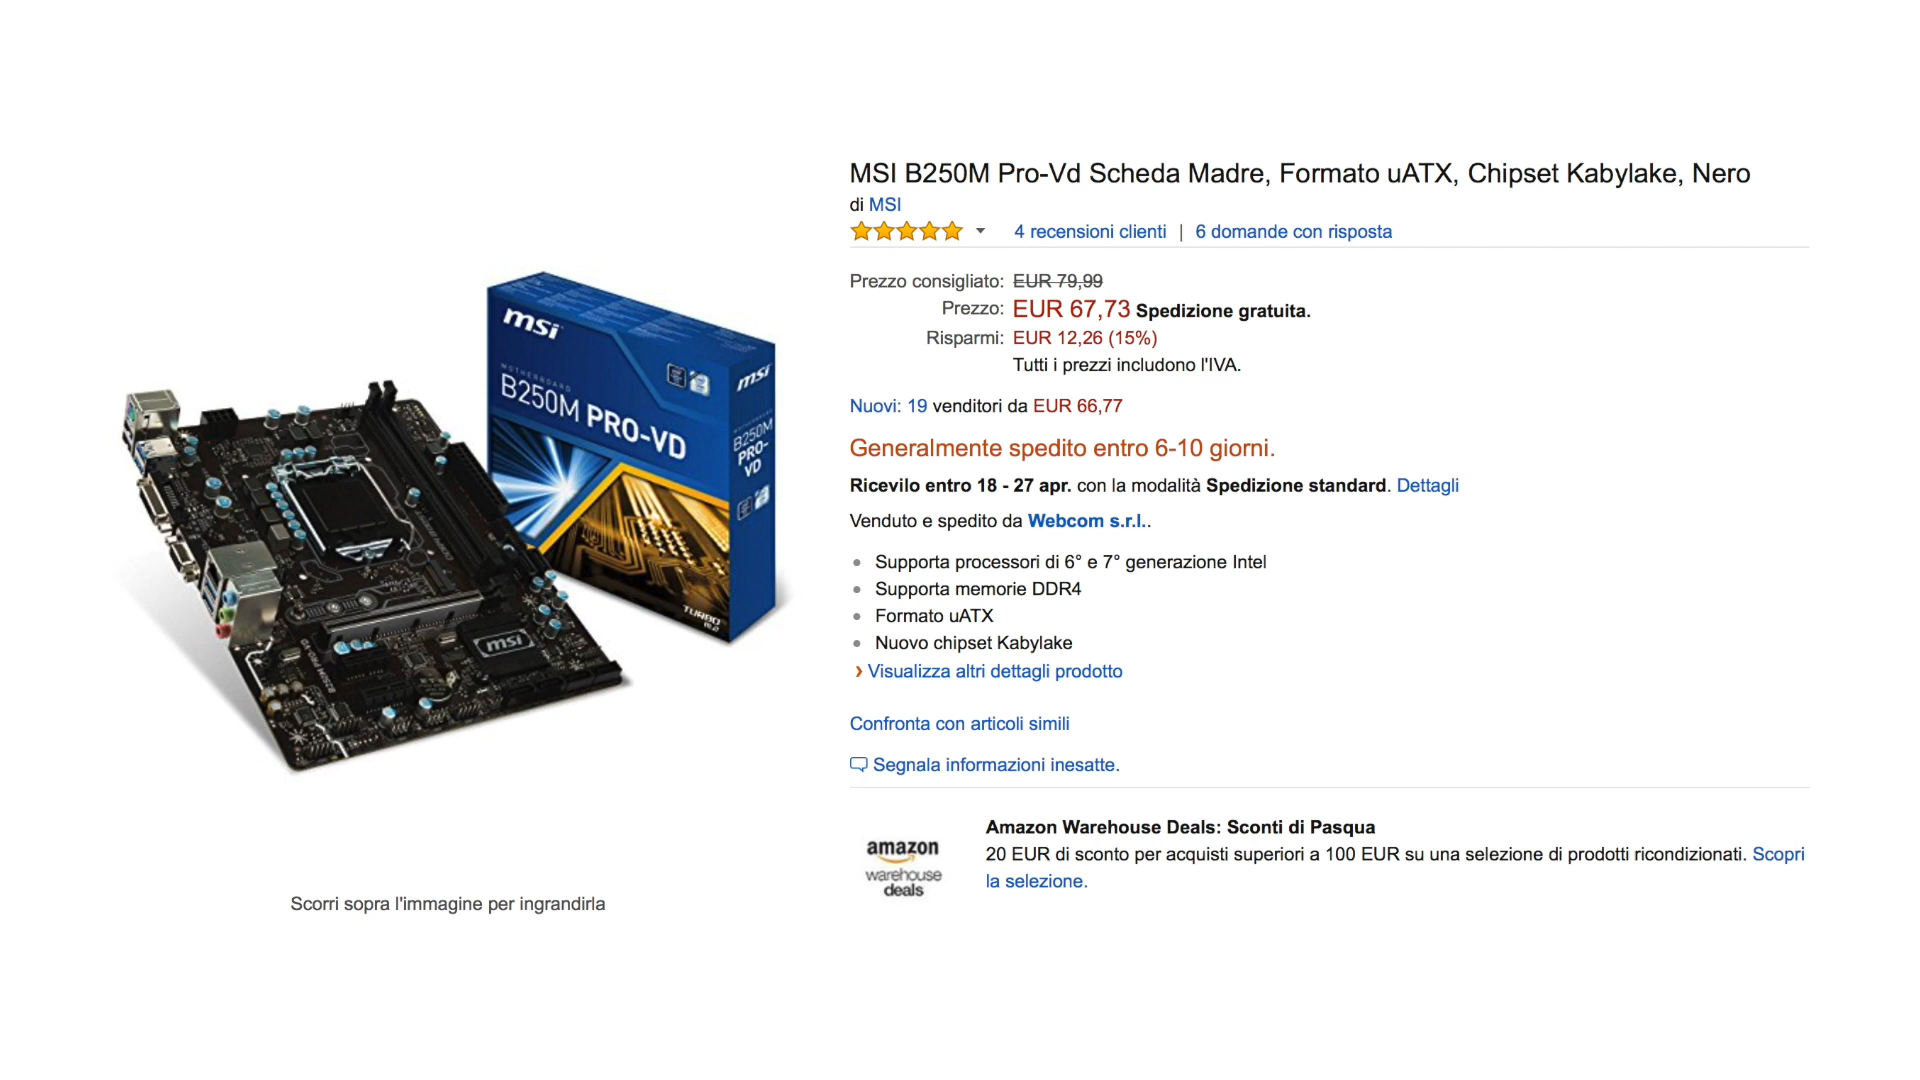 MSI B250M Pro-Vd Scheda Madre, Formato uATX, Chipset Kabylake, Nero
di MSI
4 recensioni clienti | 6 domande con risposta
Prezzo consigliato: EUR 79,99
Prezzo: EUR 67,73 Spedizione gratuita.
Risparmi: EUR 12,26 (15%)
Tutti i prezzi includono l'IVA.
Nuovi: 19 venditori da EUR 66,77
Generalmente spedito entro 6-10 giorni.
Ricevilo entro 18 - 27 apr. con la modalità Spedizione standard. Dettagli
Venduto e spedito da Webcom s.r.l..
Supporta processori di 6° e 7° generazione Intel
Supporta memorie DDR4
Formato uATX
Nuovo chipset Kabylake
› Visualizza altri dettagli prodotto
Confronta con articoli simili
Segnala informazioni inesatte.
amazon
warehouse
deals
Amazon Warehouse Deals: Sconti di Pasqua
20 EUR di sconto per acquisti superiori a 100 EUR su una selezione di prodotti ricondizionati. Scopri
la selezione.
msi
MOTHERBOARD
B250M PRO-VD
TURBO
M.2
msi
B250M
PRO-
VD
msi
B250M PRO-VD
Scorri sopra l'immagine per ingrandirla